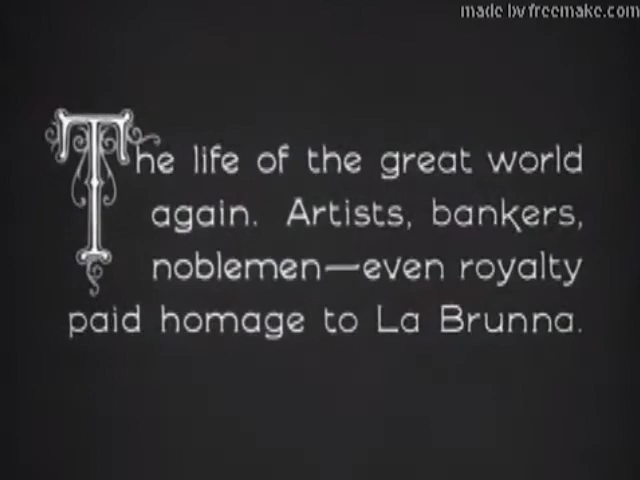 made by freemake.com
The life of the great world
again. Artists, bankers,
noblemen—even royalty
paid homage to La Brunna.